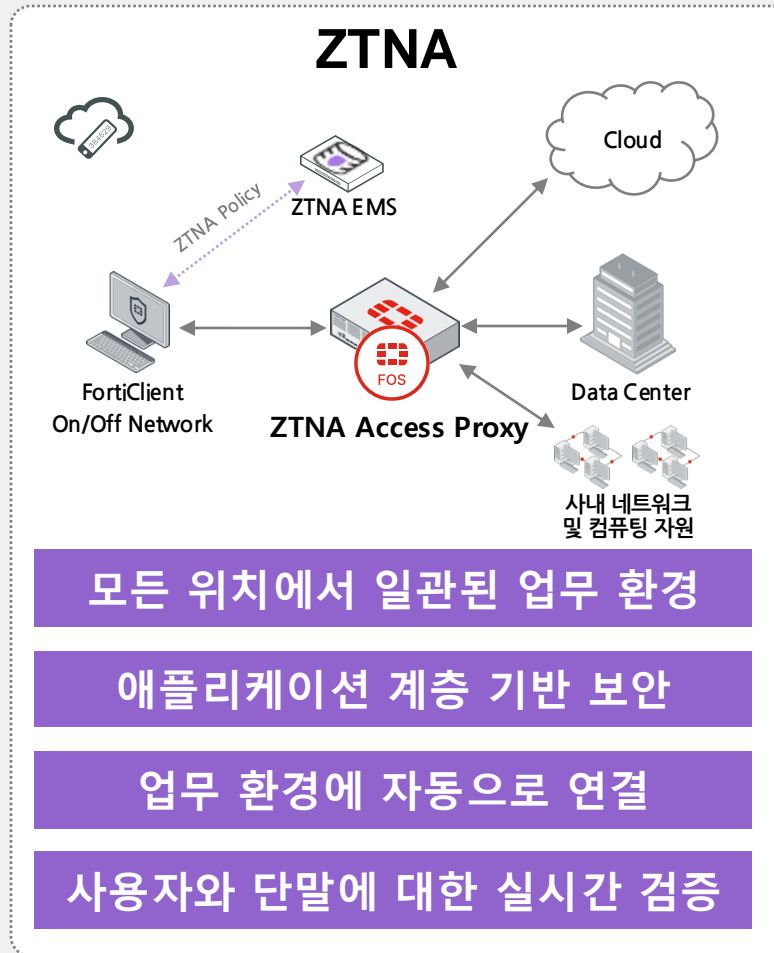 ZTNA
384629
Cloud
ZTNA EMS
ZTNA Policy
FortiClient
On/Off Network
FOS
ZTNA Access Proxy
Data Center
사내 네트워크
및 컴퓨팅 자원
모든 위치에서 일관된 업무 환경
애플리케이션 계층 기반 보안
업무 환경에 자동으로 연결
사용자와 단말에 대한 실시간 검증